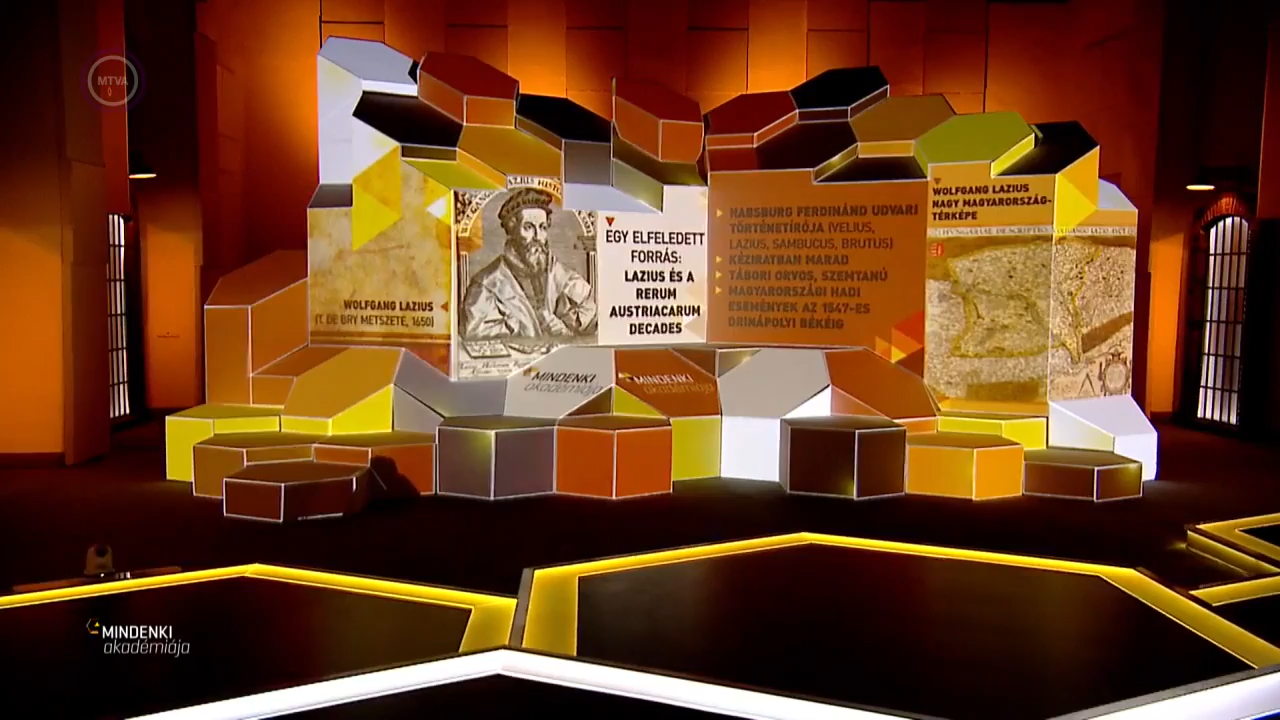 MTVA
WOLFGANG LAZIUS
(T. DE BRY METSZETE, 1650)
EGY ELFELEDETT
FORRÁS:
LAZIUS ÉS A
RERUM
AUSTRIACARUM
DECADES
HABSBURG FERDINÁND UDVARI
TÖRTÉNETÍRÓJA (VELIUS,
LAZIUS, SAMBUCUS, BRUTUS)
KÉZIRATBAN MARAD
TÁBORI ORVOS, SZEMTANÚ
MAGYARORSZÁGI HADI
ESEMÉNYEK AZ 1547-ES
DRINÁPOLYI BÉKÉIG
WOLFGANG LAZIUS
NAGY MAGYARORSZÁG-
TÉRKÉPE
MINDENKI
akadémiája
MINDENKI
akadémiája
MINDENKI
akadémiája